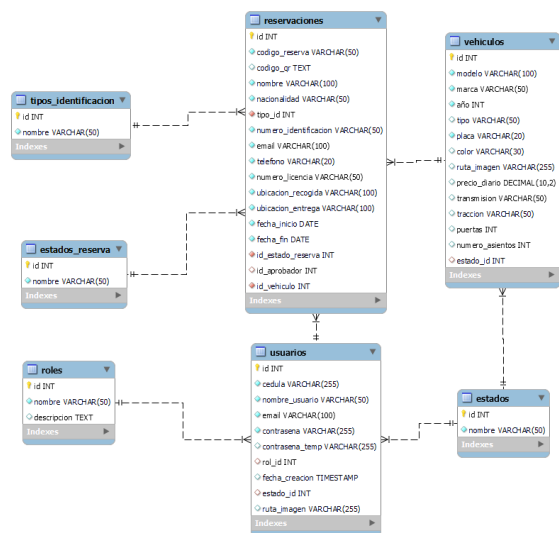 reservaciones
id INT
codigo_reserva VARCHAR(50)
codigo_qr TEXT
nombre VARCHAR(100)
nacionalidad VARCHAR(50)
tipo_id INT
numero_identificacion VARCHAR(50)
email VARCHAR(100)
telefono VARCHAR(20)
numero_licencia VARCHAR(50)
ubicacion_recogida VARCHAR(100)
ubicacion_entrega VARCHAR(100)
fecha_inicio DATE
fecha_fin DATE
id_estado_reserva INT
id_aprobador INT
id_vehiculo INT
Indexes
vehiculos
id INT
modelo VARCHAR(100)
marca VARCHAR(50)
año INT
tipo VARCHAR(50)
placa VARCHAR(20)
color VARCHAR(30)
ruta_imagen VARCHAR(255)
precio_diario DECIMAL(10,2)
transmision VARCHAR(50)
traccion VARCHAR(50)
puertas INT
numero_asientos INT
estado_id INT
Indexes
tipos_identificacion
id INT
nombre VARCHAR(50)
Indexes
estados_reserva
id INT
nombre VARCHAR(50)
Indexes
roles
id INT
nombre VARCHAR(50)
descripcion TEXT
Indexes
usuarios
id INT
cedula VARCHAR(255)
nombre_usuario VARCHAR(50)
email VARCHAR(100)
contrasena VARCHAR(255)
contrasena_temp VARCHAR(255)
rol_id INT
fecha_creacion TIMESTAMP
estado_id INT
ruta_imagen VARCHAR(255)
Indexes
estados
id INT
nombre VARCHAR(50)
Indexes